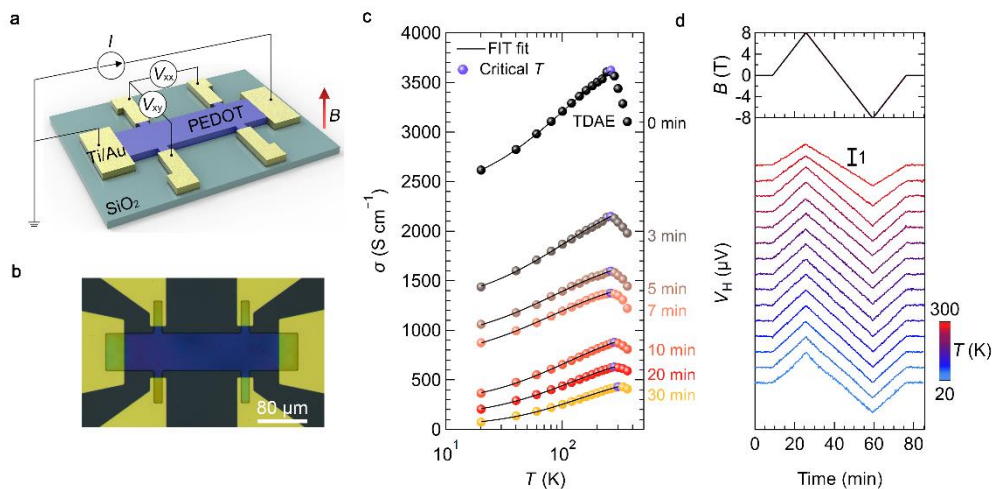 a
I
Vxx
Vxy
PEDOT
B
Ti/Au
SiO2
b
80 μm
c
σ (S cm⁻¹)
4000
3500
3000
2500
2000
1500
1000
500
0
FIT fit
Critical T
TDAE
0 min
3 min
5 min
7 min
10 min
20 min
30 min
10¹
10²
T (K)
d
B (T)
8
4
0
-4
-8
1
VH (μV)
300
T (K)
20
0
20
40
60
80
Time (min)